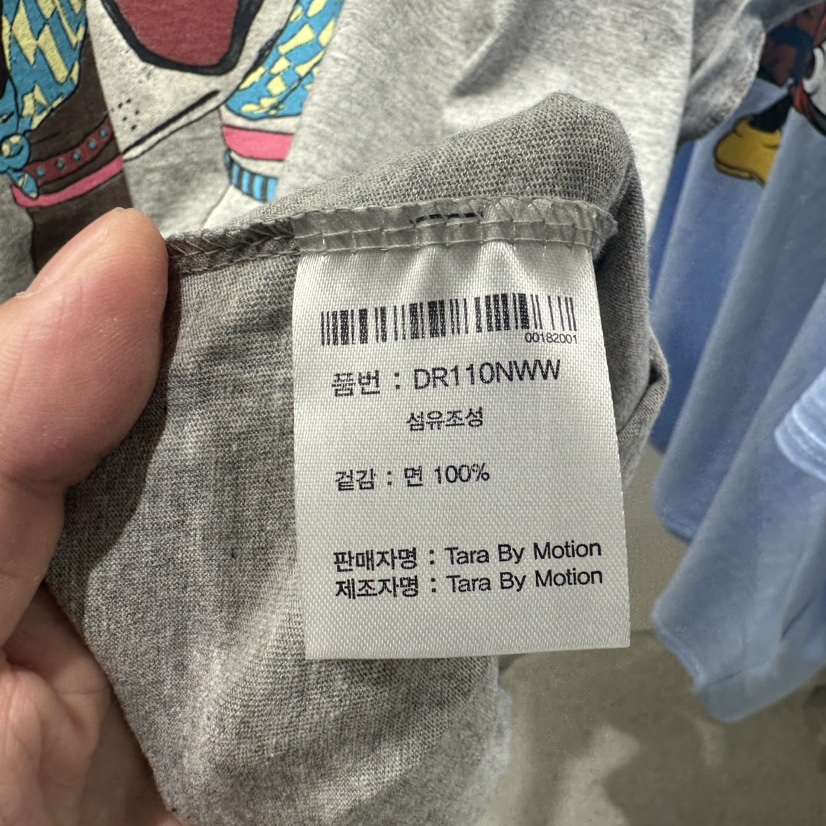 00182001
품번 : DR110NWW
섬유조성
겉감 : 면 100%
판매자명 : Tara By Motion
제조자명 : Tara By Motion